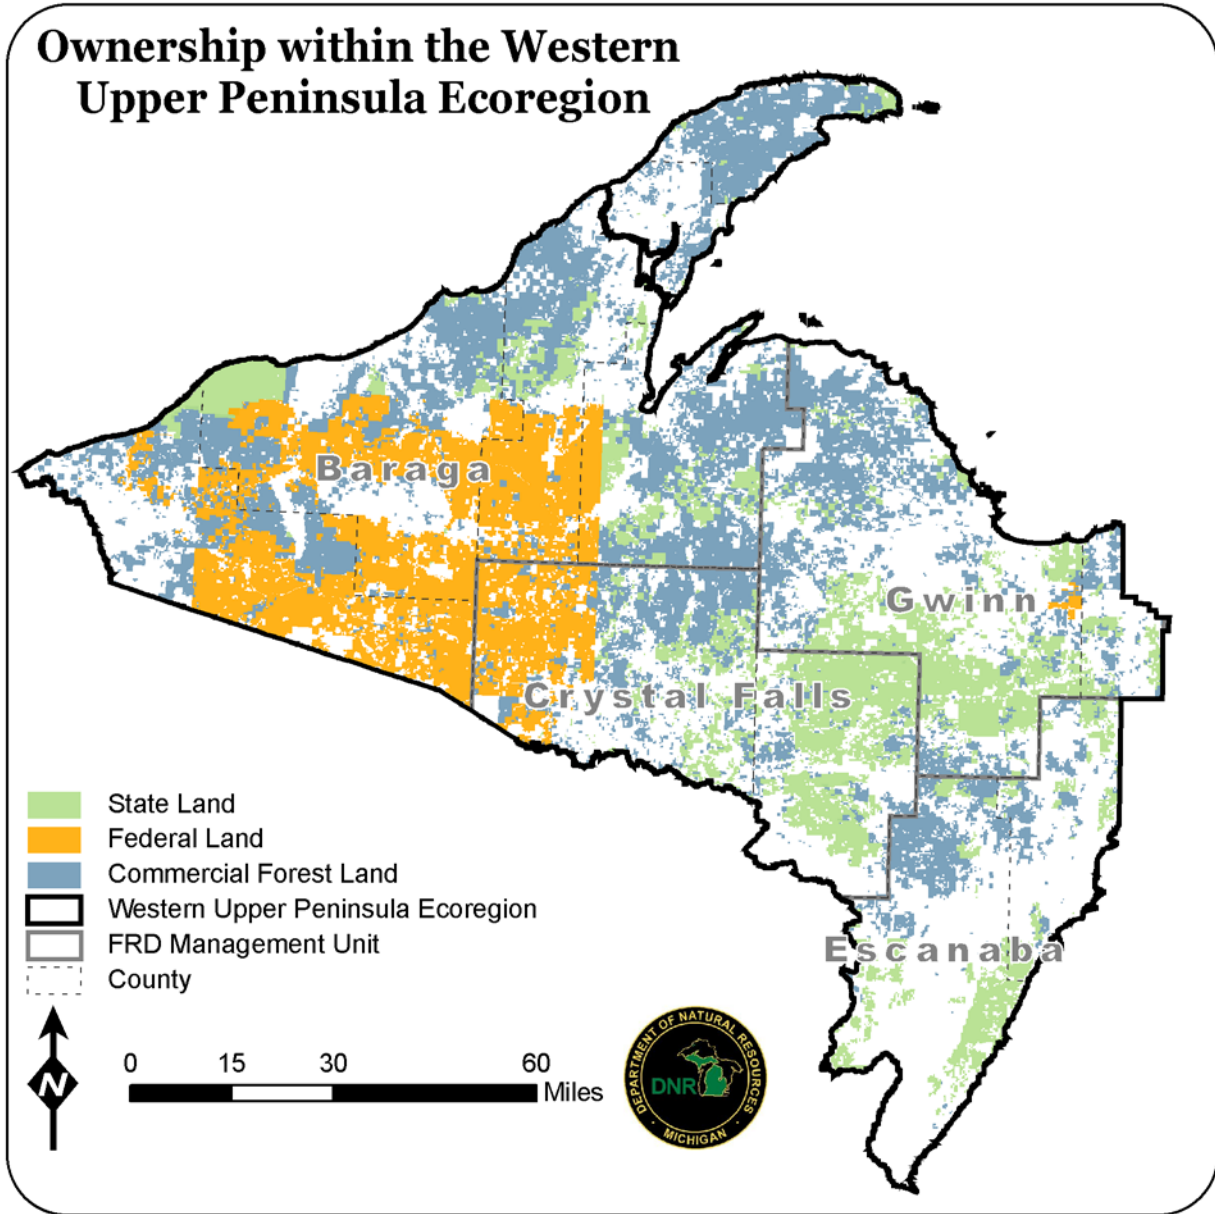 Ownership within the Western
Upper Peninsula Ecoregion
Baraga
Gwinn
Crystal Falls
Escanaba
State Land
Federal Land
Commercial Forest Land
Western Upper Peninsula Ecoregion
FRD Management Unit
County
N
0 15 30 60
Miles
DEPARTMENT OF NATURAL RESOURCES
DNR
MICHIGAN